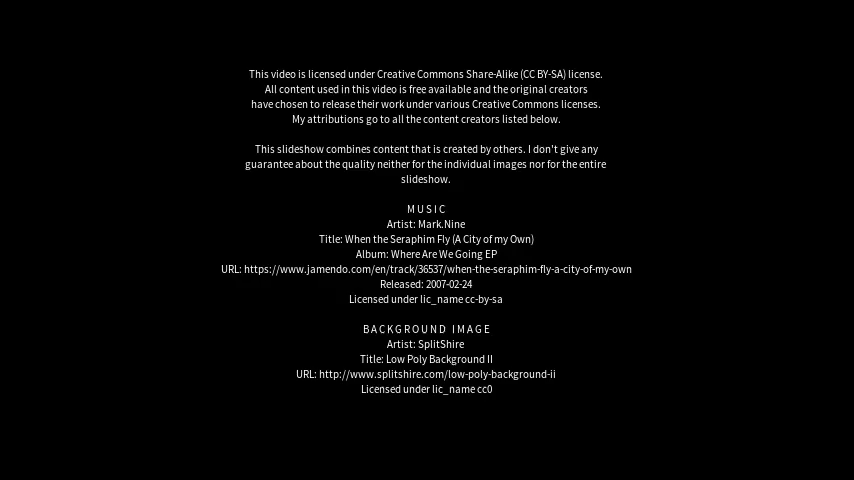 This video is licensed under Creative Commons Share-Alike (CC BY-SA) license.
All content used in this video is free available and the original creators
have chosen to release their work under various Creative Commons licenses.
My attributions go to all the content creators listed below.
This slideshow combines content that is created by others. I don't give any
guarantee about the quality neither for the individual images nor for the entire
slideshow.
MUSIC
Artist: Mark.Nine
Title: When the Seraphim Fly (A City of my Own)
Album: Where Are We Going EP
URL: https://www.jamendo.com/en/track/36537/when-the-seraphim-fly-a-city-of-my-own
Released: 2007-02-24
Licensed under lic_name cc-by-sa
BACKGROUND IMAGE
Artist: SplitShire
Title: Low Poly Background II
URL: http://www.splitshire.com/low-poly-background-ii
Licensed under lic_name cc0